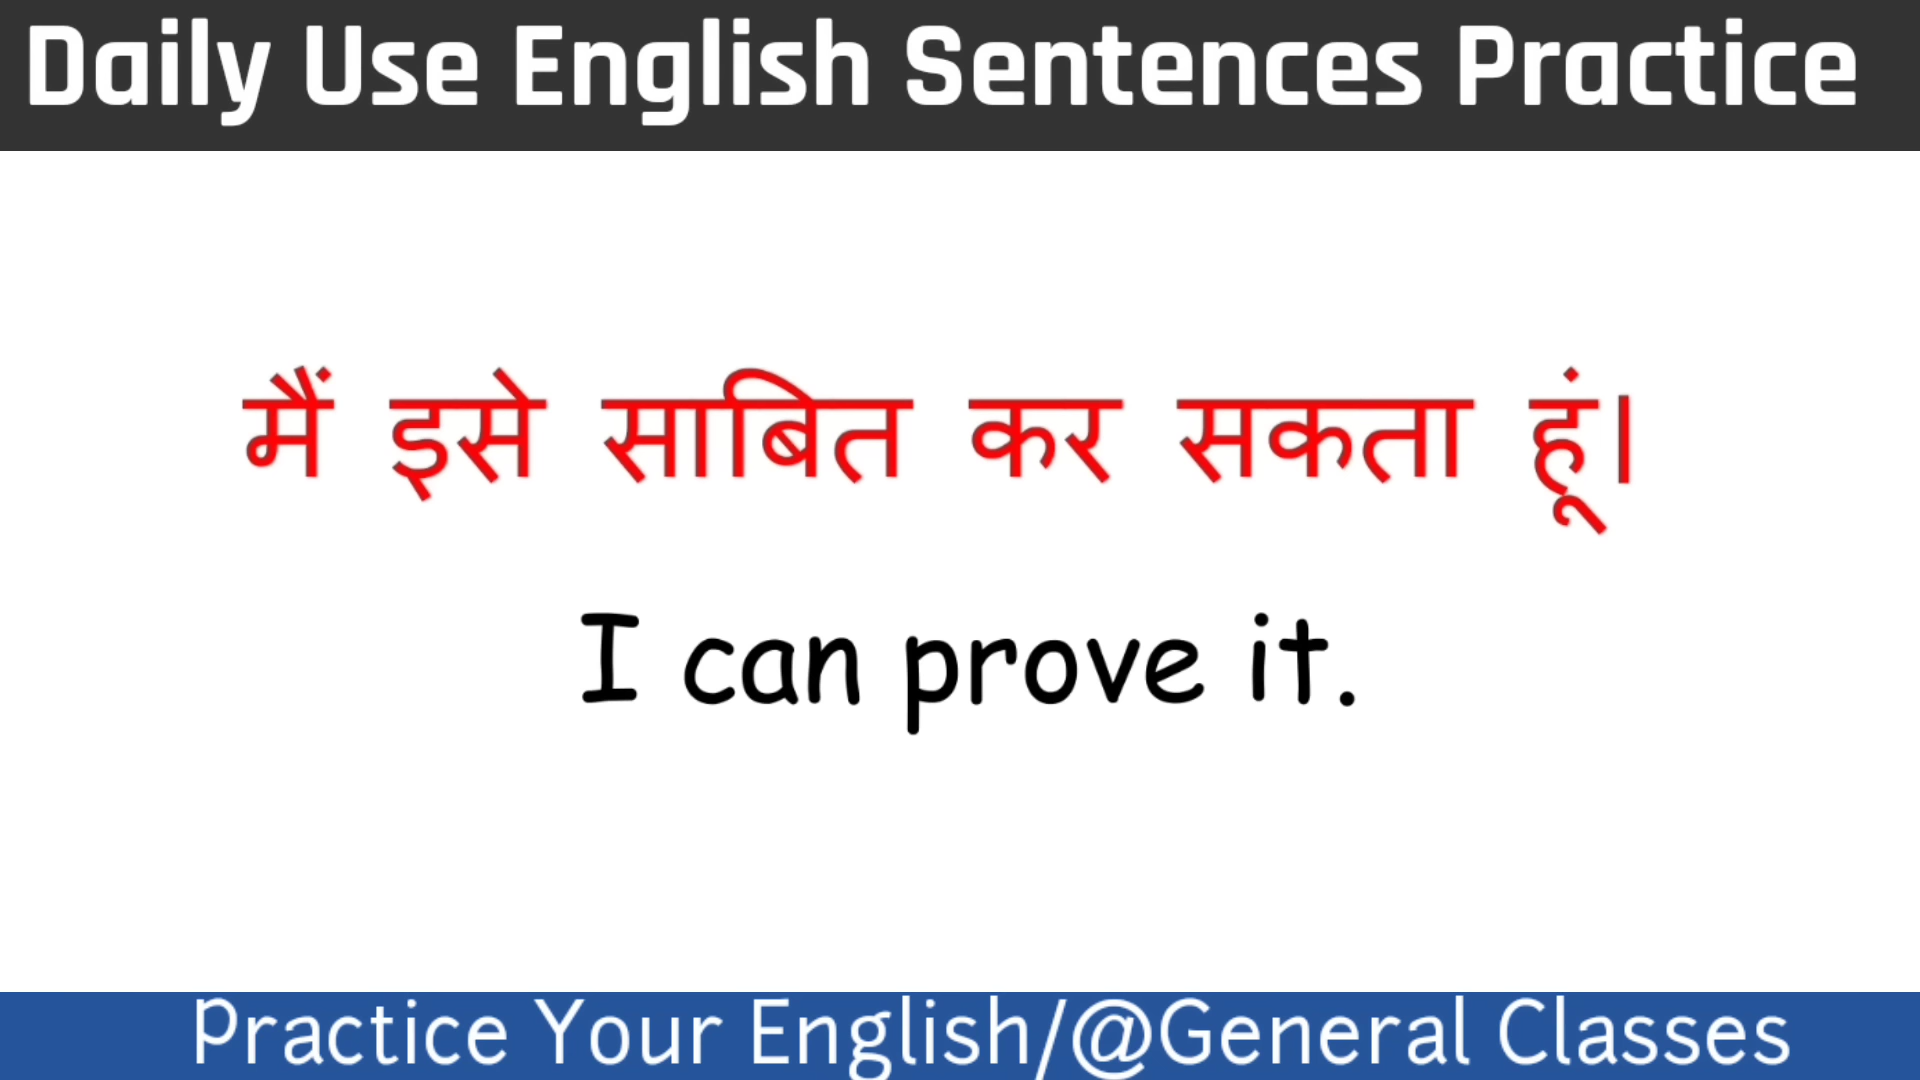 Daily Use English Sentences Practice
मैं इसे साबित कर सकता हूं।
I can prove it.
Practice Your English/@General Classes